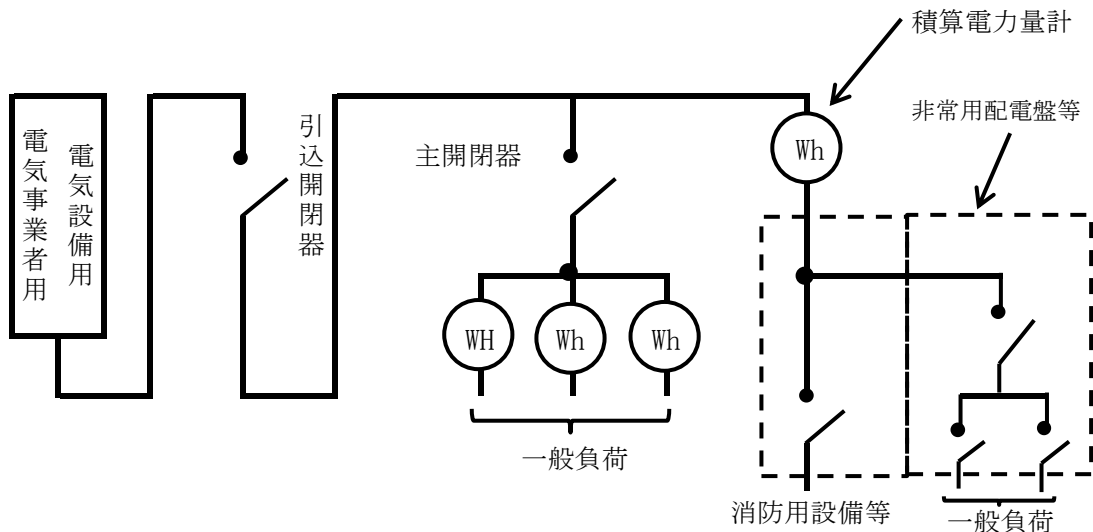 積算電力量計
非常用配電盤等
電気事業者用
電気設備用
引込開閉器
主開閉器
Wh
WH
Wh
Wh
一般負荷
消防用設備等
一般負荷